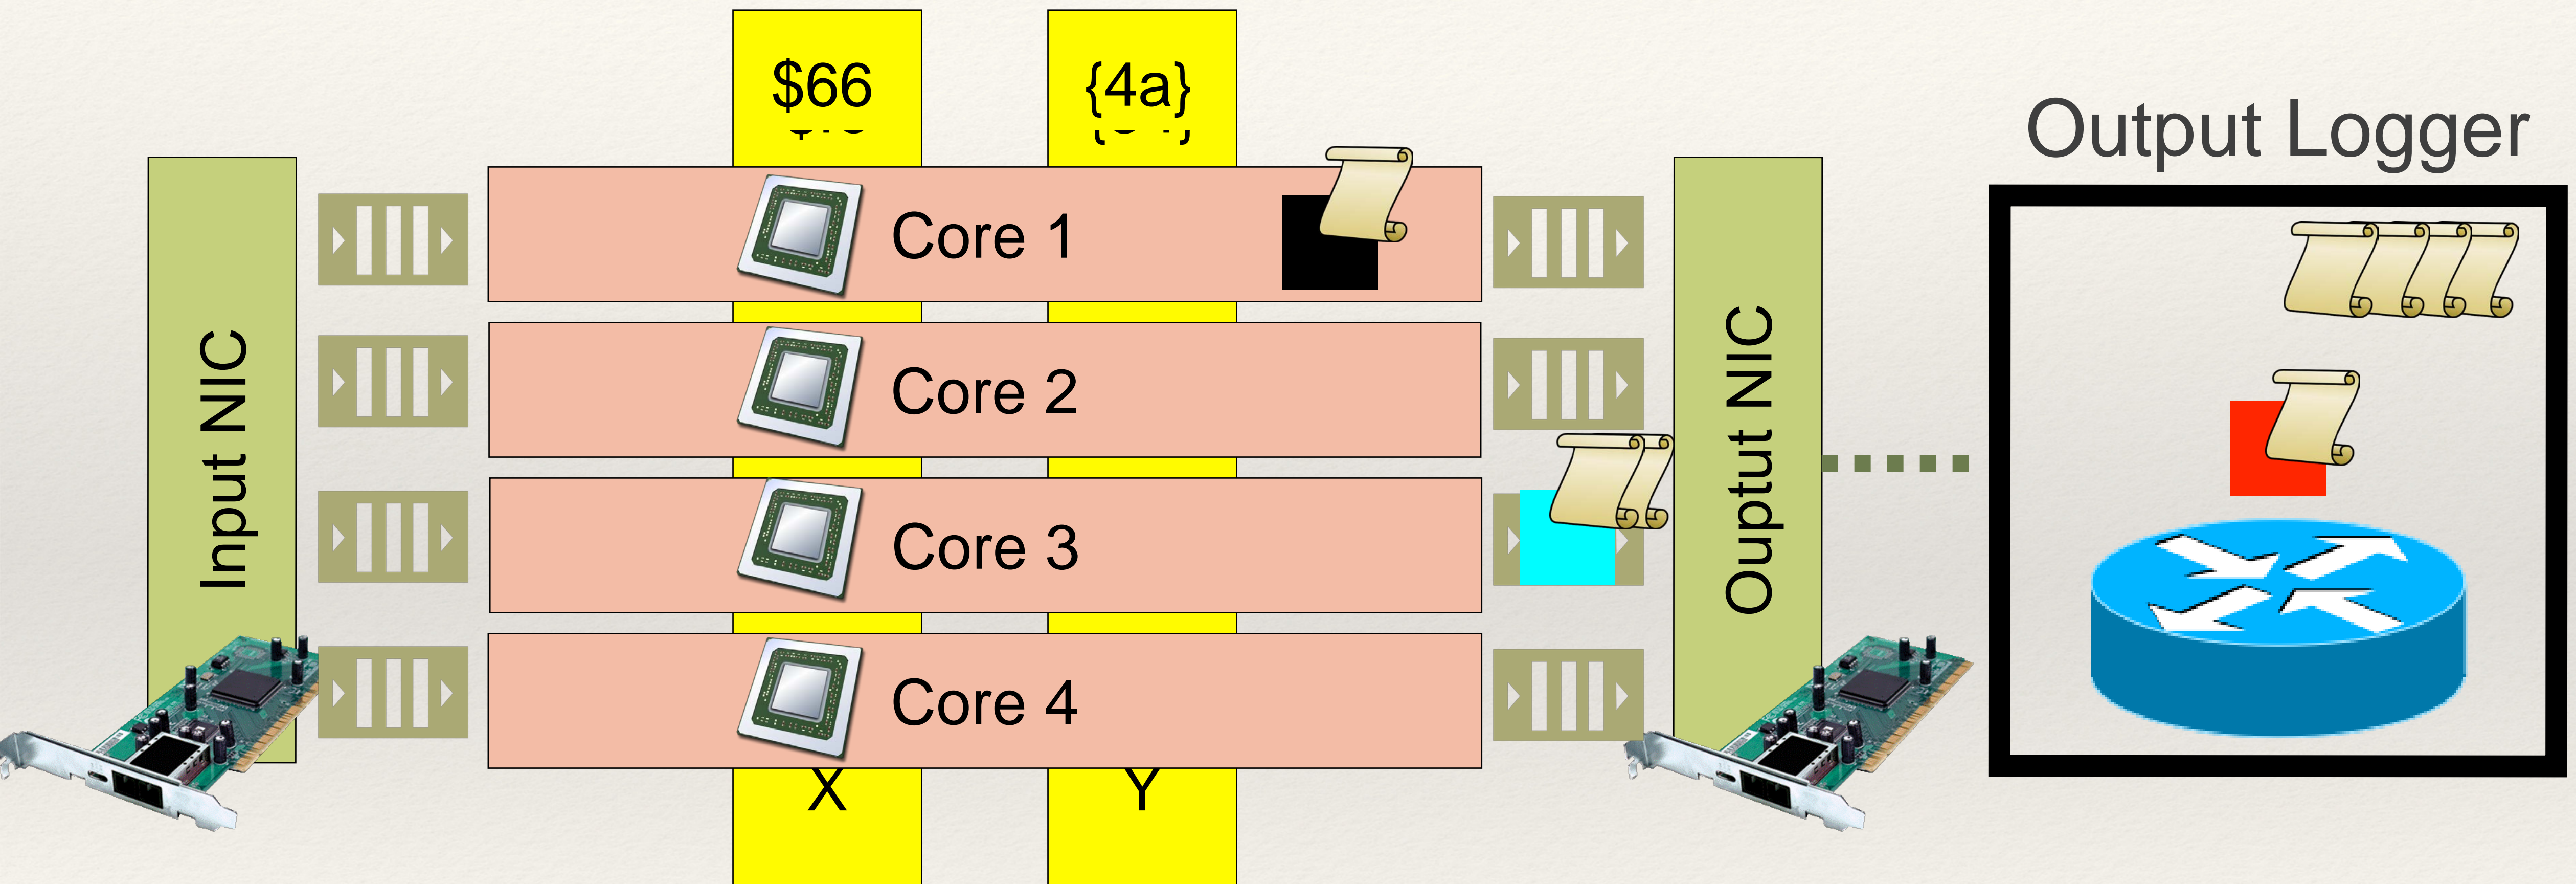 $66
{4a}
Output Logger
Input NIC
Core 1
Core 2
Core 3
Core 4
Ouptut NIC
X
Y